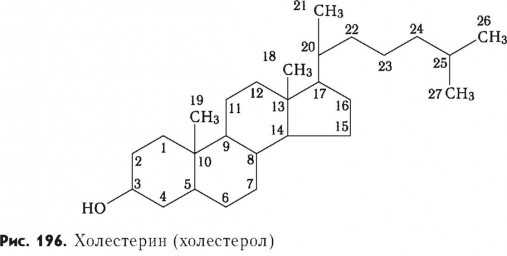 21 CH₃
22 24 26
20 CH₃
18 CH₃ 23 25
12 17 27 CH₃
19 11 13 16
CH₃ 14 15
1 9
2 10 8
3 5 7
HO 4 6
Рис. 196. Холестерин (холестерол)